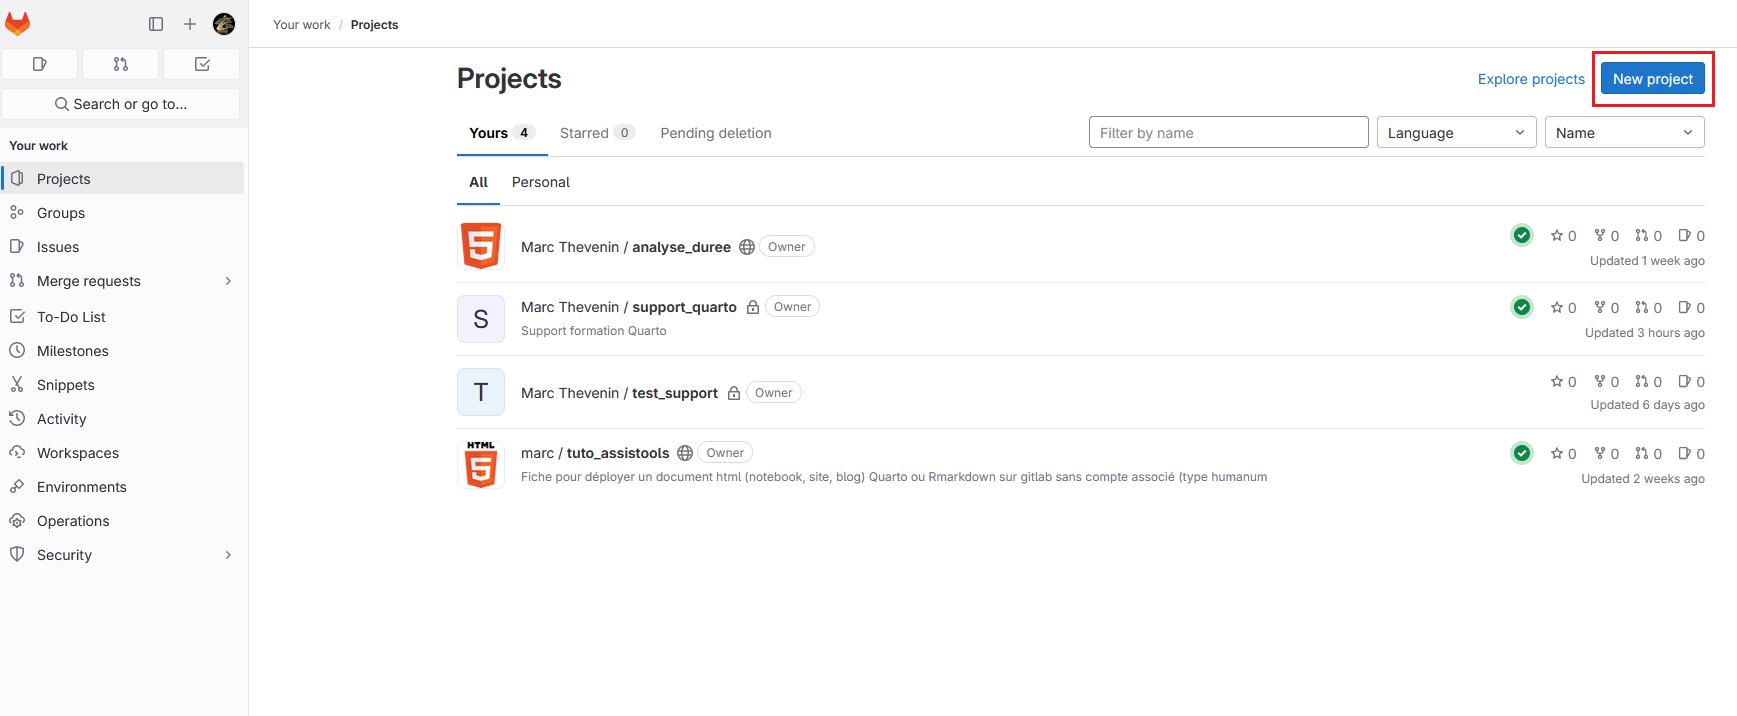 Your work / Projects
Search or go to...
Your work
Projects
Groups
Issues
Merge requests
To-Do List
Milestones
Snippets
Activity
Workspaces
Environments
Operations
Security
Projects
Explore projects
New project
Yours 4
Starred 0
Pending deletion
Filter by name
Language
Name
All
Personal
Marc Thevenin / analyse_duree Owner
0 0 0 0
Updated 1 week ago
S
Marc Thevenin / support_quarto Owner
Support formation Quarto
0 0 0 0
Updated 3 hours ago
T
Marc Thevenin / test_support Owner
0 0 0 0
Updated 6 days ago
HTML
marc / tuto_assistools Owner
Fiche pour déployer un document html (notebook, site, blog) Quarto ou Rmarkdown sur gitlab sans compte associé (type humanum
0 0 0 0
Updated 2 weeks ago